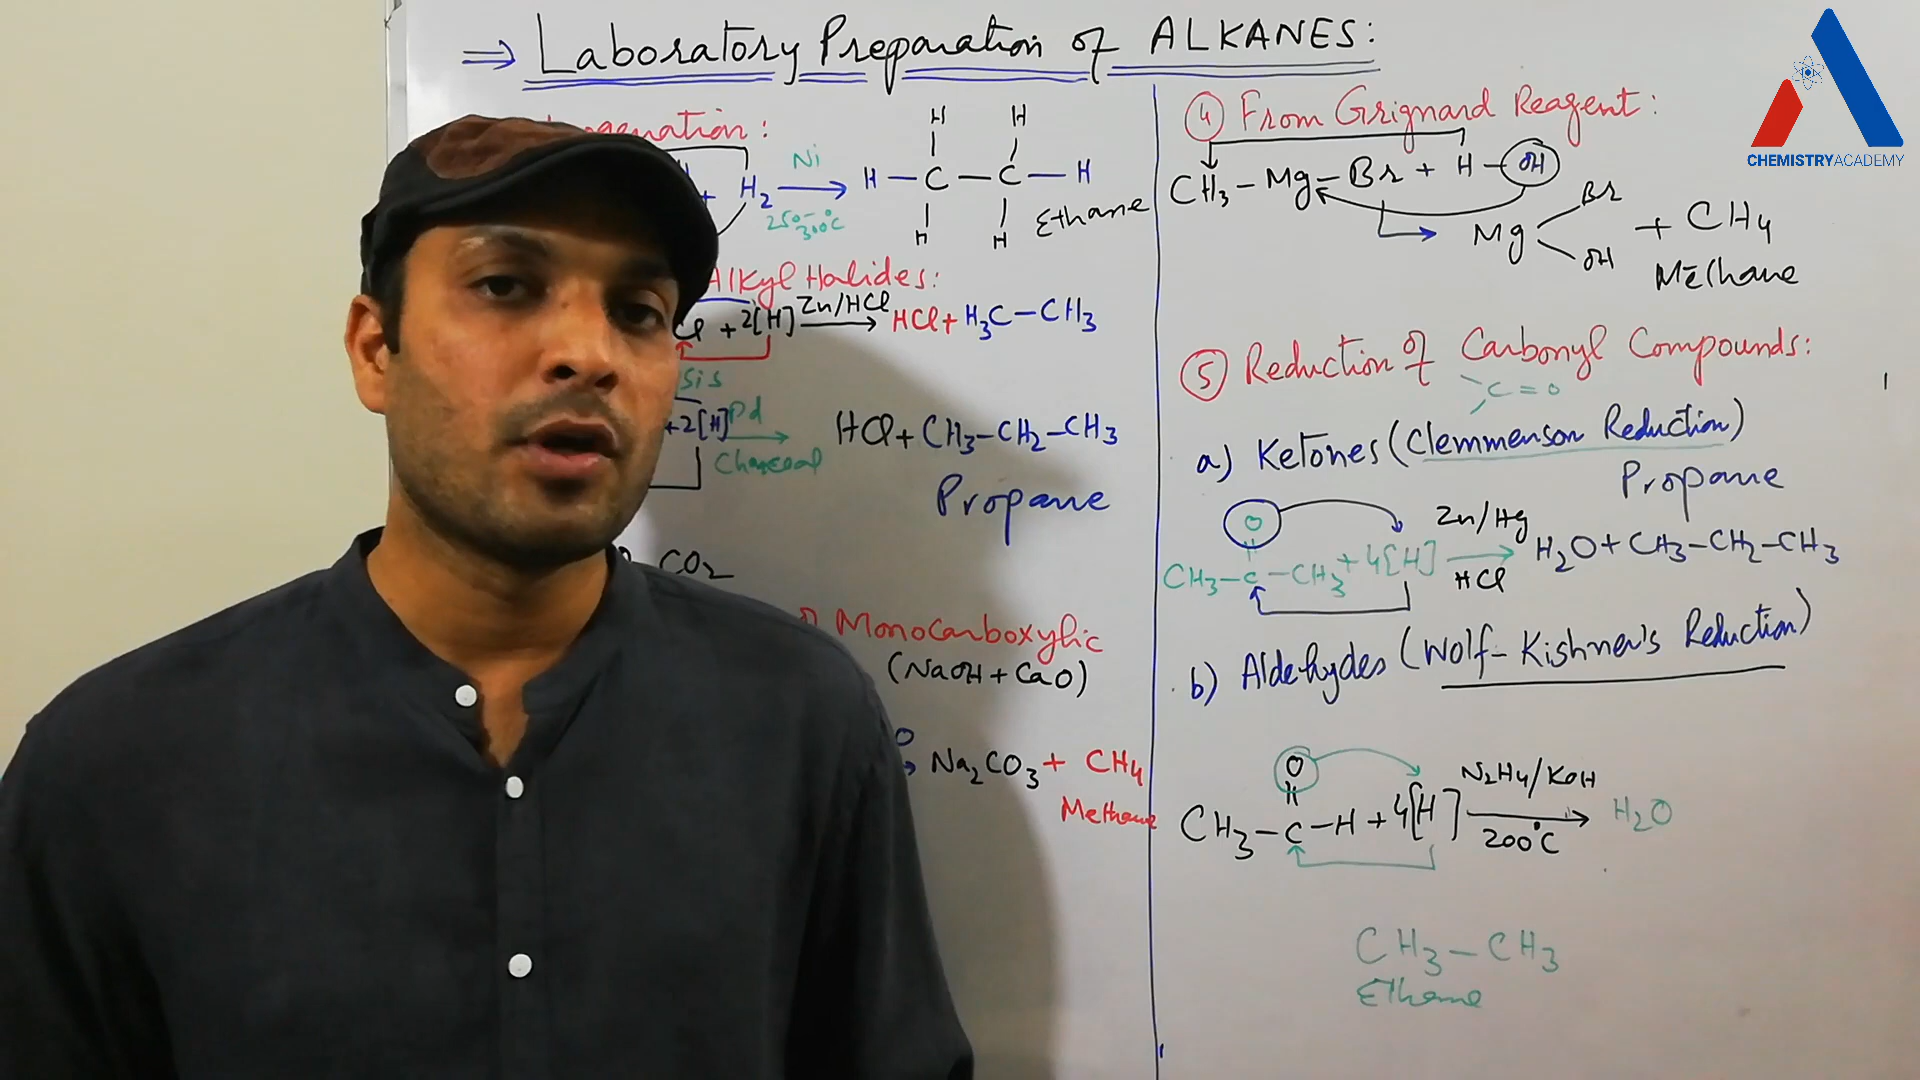 ⇒ Laboratory Preparation of ALKANES:
CHEMISTRYACADEMY
genation:
H H
+ H2 Ni H — C — C — H
250-300°C
H H Ethane
Alkyl Halides:
Cl + 2[H] Zn/HCl HCl + H3C — CH3
sis
+2[H] Pd HCl + CH3—CH2—CH3
Charcoal
Propane
CO2
Monocarboxylic
(NaOH + CaO)
Na2CO3 + CH4
Methane
④ From Grignard Reagent:
CH3 — Mg — Br + H — OH
Mg Br OH + CH4
Methane
⑤ Reduction of Carbonyl Compounds:
C = O
a) Ketones (Clemmenson Reduction)
Propane
O
CH3 — C — CH3 + 4[H] Zn/Hg HCl H2O + CH3—CH2—CH3
b) Aldehydes (Wolf-Kishner's Reduction)
O
CH3 — C — H + 4[H] N2H4/KOH 200°C H2O
CH3 — CH3
Ethane